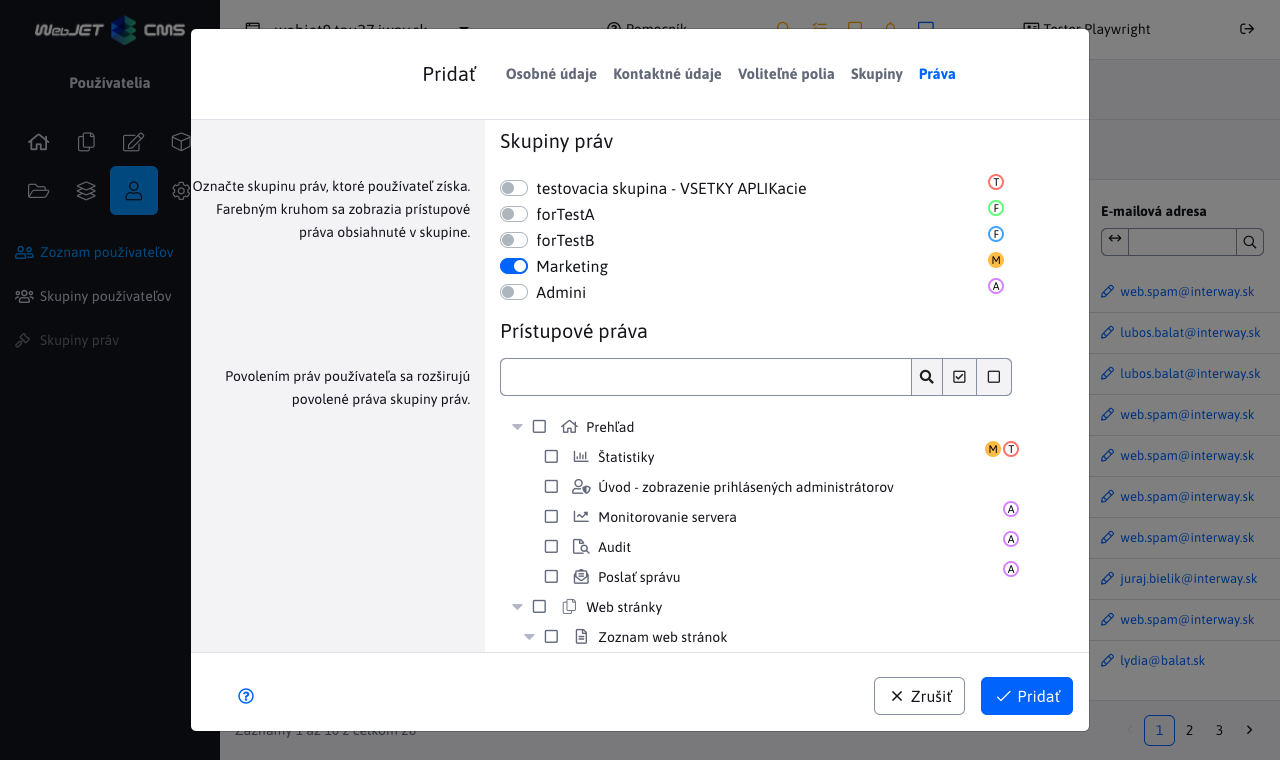 WebJET CMS
webjet9.tau27.iway.sk
Pomocník
Tester Playwright
Používatelia
Zoznam používateľov
Skupiny používateľov
Skupiny práv
Pridať
Osobné údaje
Kontaktné údaje
Voliteľné polia
Skupiny
Práva
Skupiny práv
Označte skupinu práv, ktoré používateľ získa.
Farebným kruhom sa zobrazia prístupové
práva obsiahnuté v skupine.
testovacia skupina - VSETKY APLIKacie T
forTestA F
forTestB F
Marketing M
Admini A
Prístupové práva
Povolením práv používateľa sa rozširujú
povolené práva skupiny práv.
Prehľad
Štatistiky M T
Úvod - zobrazenie prihlásených administrátorov
Monitorovanie servera A
Audit A
Poslať správu A
Web stránky
Zoznam web stránok
Zrušiť
Pridať
E-mailová adresa
web.spam@interway.sk
lubos.balat@interway.sk
lubos.balat@interway.sk
web.spam@interway.sk
web.spam@interway.sk
web.spam@interway.sk
web.spam@interway.sk
juraj.bielik@interway.sk
web.spam@interway.sk
lydia@balat.sk
1 2 3